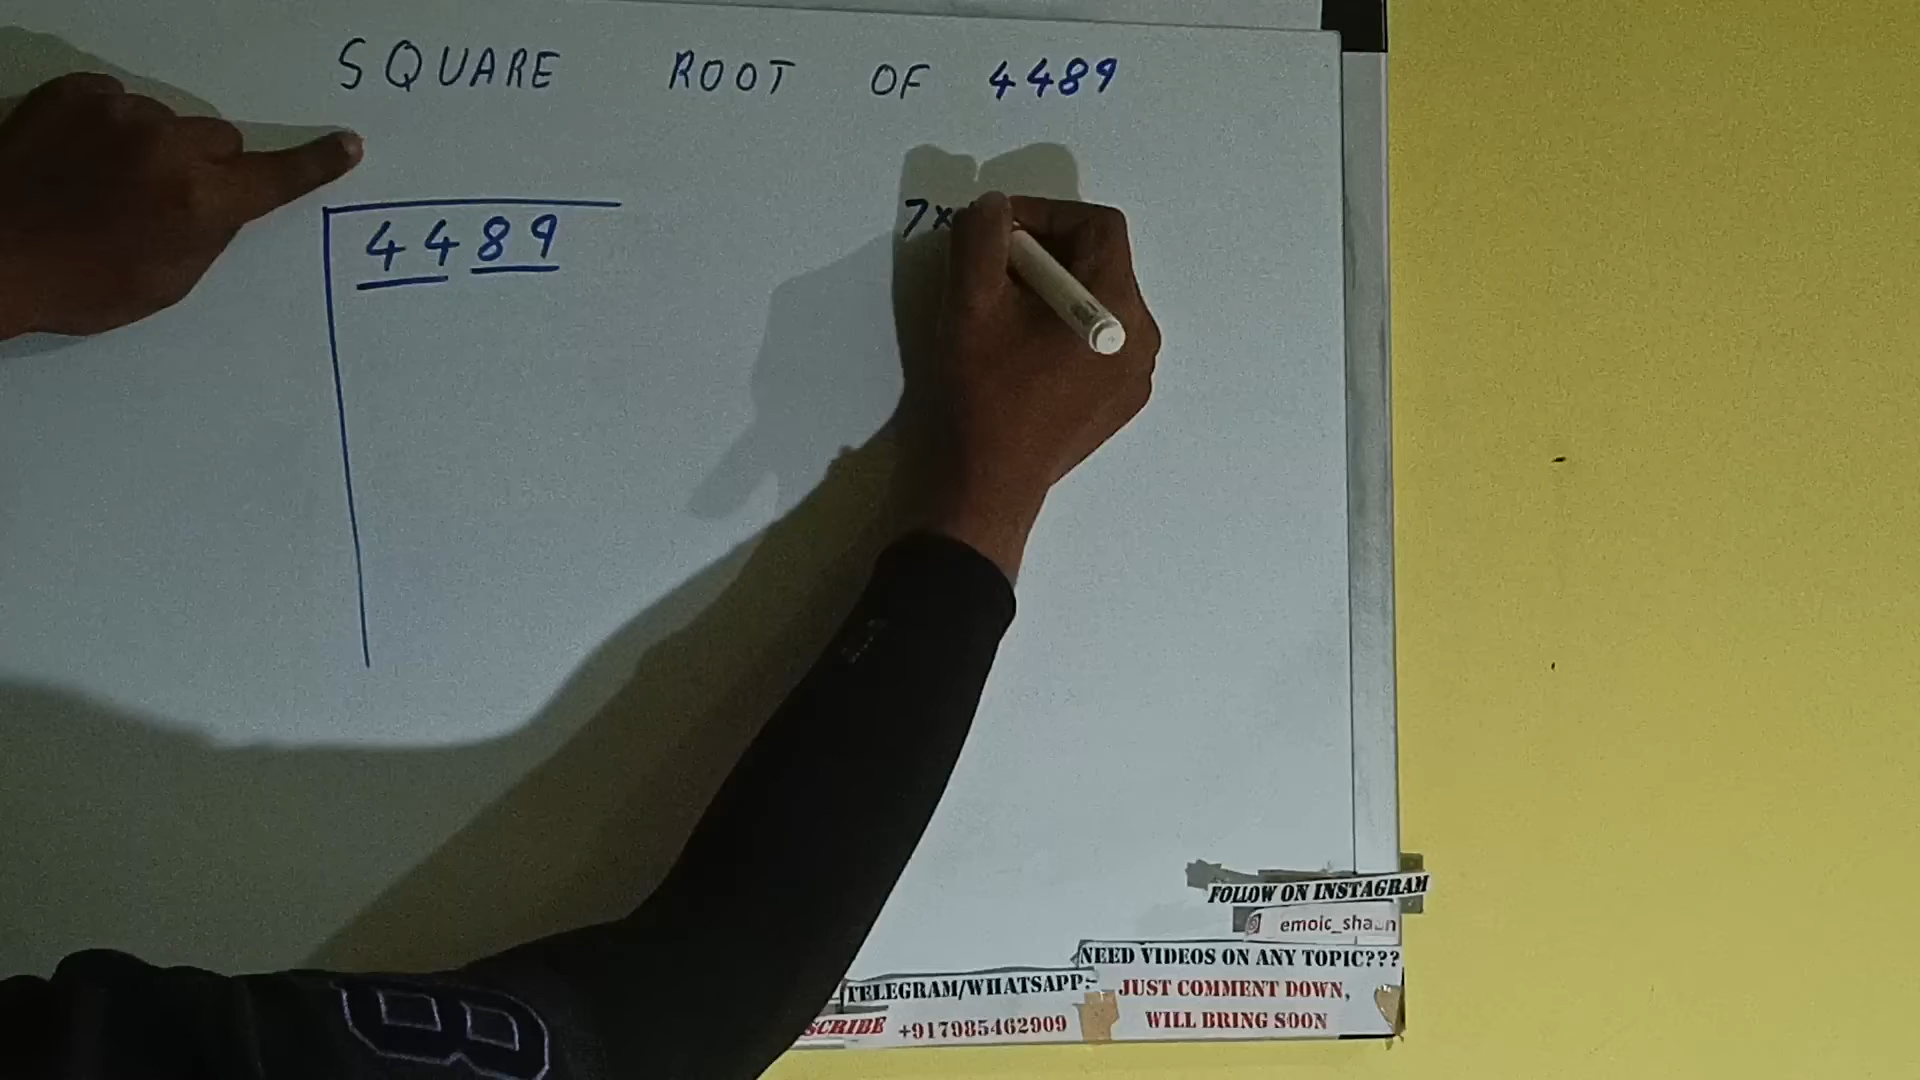 SQUARE ROOT OF 4489
4489
7×
FOLLOW ON INSTAGRAM
NEED VIDEOS ON ANY TOPIC???
TELEGRAM/WHATSAPP:-
JUST COMMENT DOWN,
SCRIBE +917985462909
WILL BRING SOON